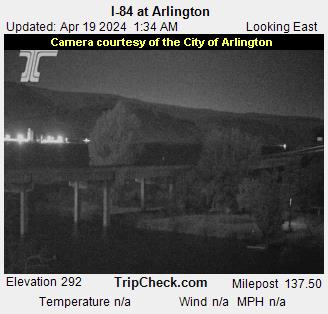 I-84 at Arlington
Updated: Apr 19 2024 1:34 AM Looking East
Camera courtesy of the City of Arlington
Elevation 292 TripCheck.com Milepost 137.50
Temperature n/a Wind n/a MPH n/a